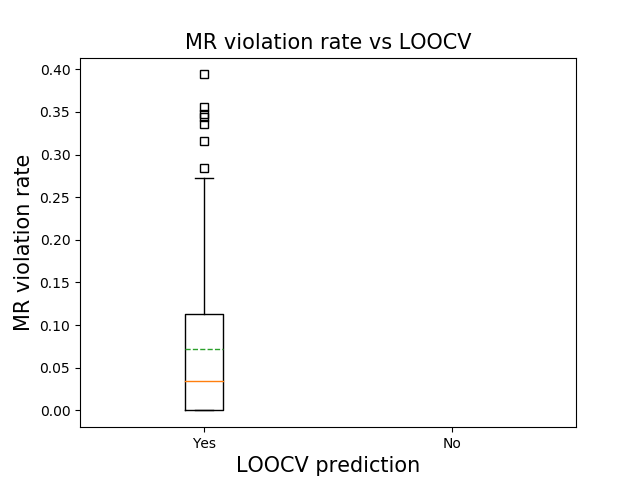 MR violation rate vs LOOCV
MR violation rate
0.40
0.35
0.30
0.25
0.20
0.15
0.10
0.05
0.00
Yes
No
LOOCV prediction